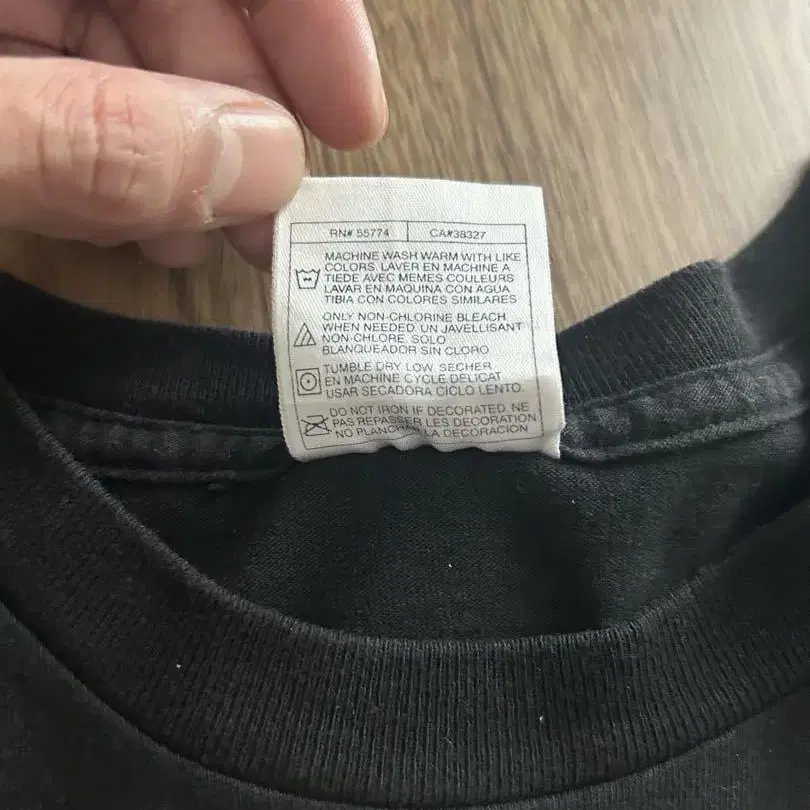 RN# 55774 CA#38327
MACHINE WASH WARM WITH LIKE
COLORS. LAVER EN MACHINE A
TIEDE AVEC MEMES COULEURS
LAVAR EN MAQUINA CON AGUA
TIBIA CON COLORES SIMILARES
ONLY NON-CHLORINE BLEACH
WHEN NEEDED. UN JAVELLISANT
NON-CHLORE. SOLO
BLANQUEADOR SIN CLORO
TUMBLE DRY LOW. SECHER
EN MACHINE CYCLE DELICAT.
USAR SECADORA CICLO LENTO.
DO NOT IRON IF DECORATED. NE
PAS REPASSER LES DECORATION
NO PLANCHAR LA DECORACION